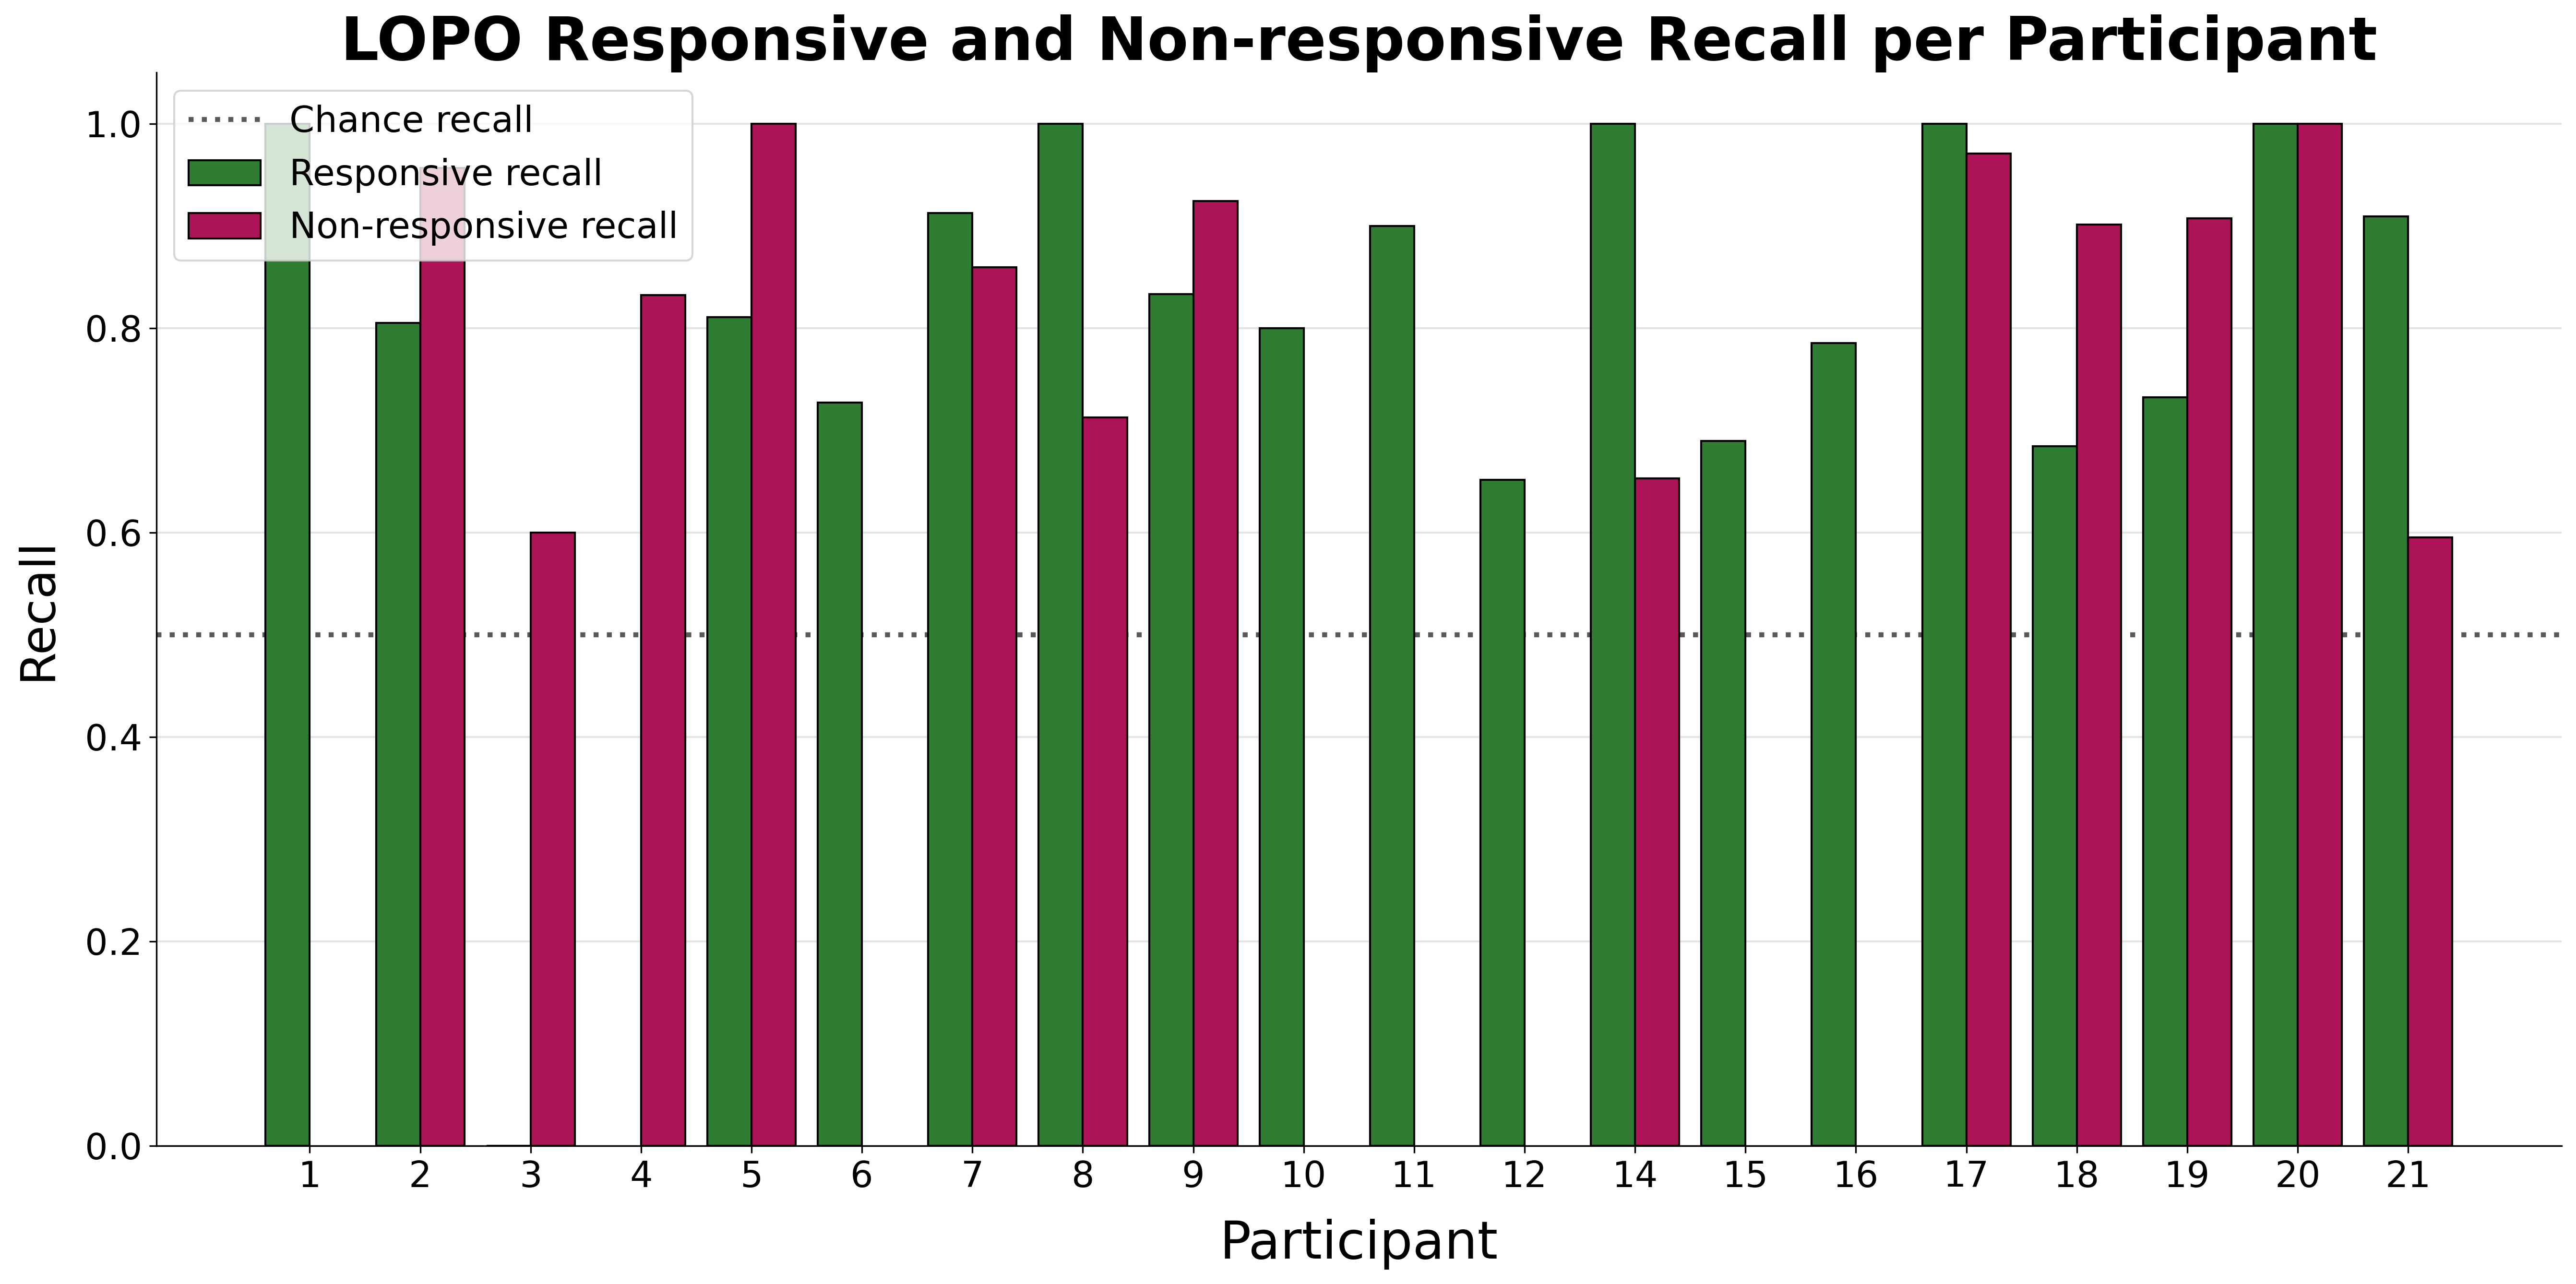 LOPO Responsive and Non-responsive Recall per Participant
Chance recall
Responsive recall
Non-responsive recall
1.0
0.8
0.6
0.4
0.2
0.0
Recall
1 2 3 4 5 6 7 8 9 10 11 12 14 15 16 17 18 19 20 21
Participant